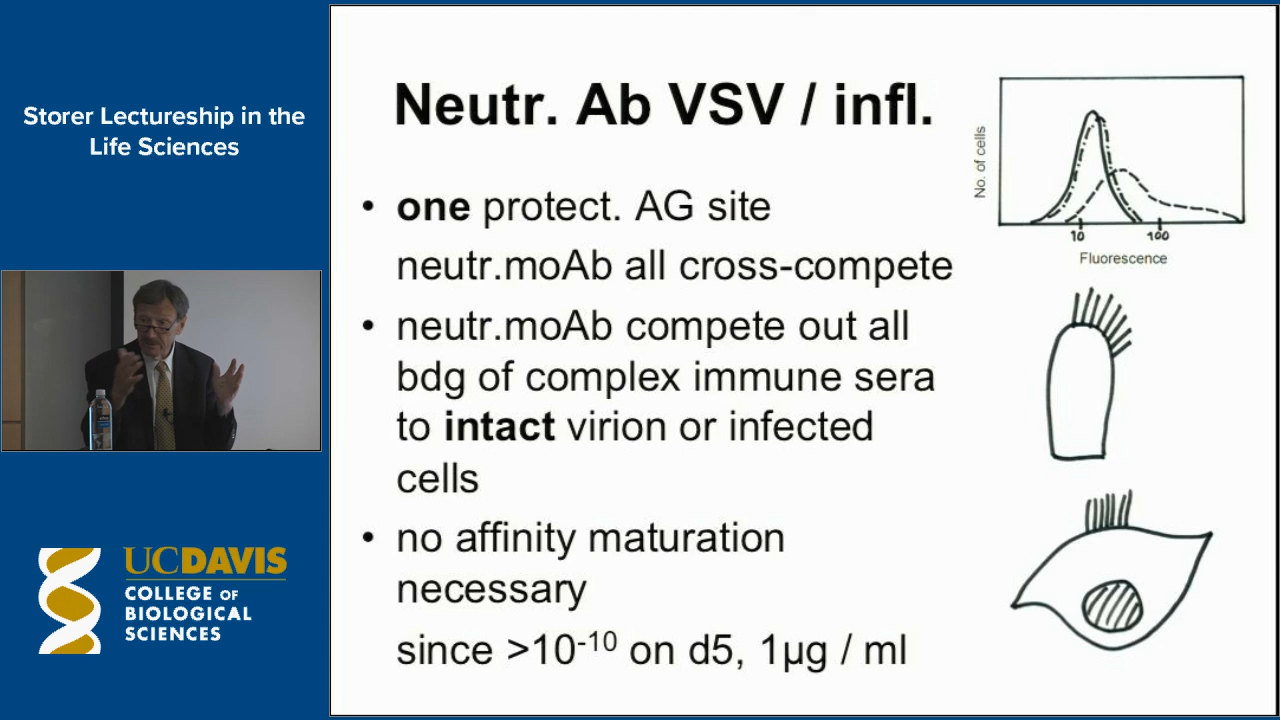 Storer Lectureship in the
Life Sciences
UCDAVIS
COLLEGE OF
BIOLOGICAL
SCIENCES
Neutr. Ab VSV / infl.
• one protect. AG site
neutr.moAb all cross-compete
• neutr.moAb compete out all
bdg of complex immune sera
to intact virion or infected
cells
• no affinity maturation
necessary
since >10⁻¹⁰ on d5, 1µg / ml
No. of cells
10 100
Fluorescence